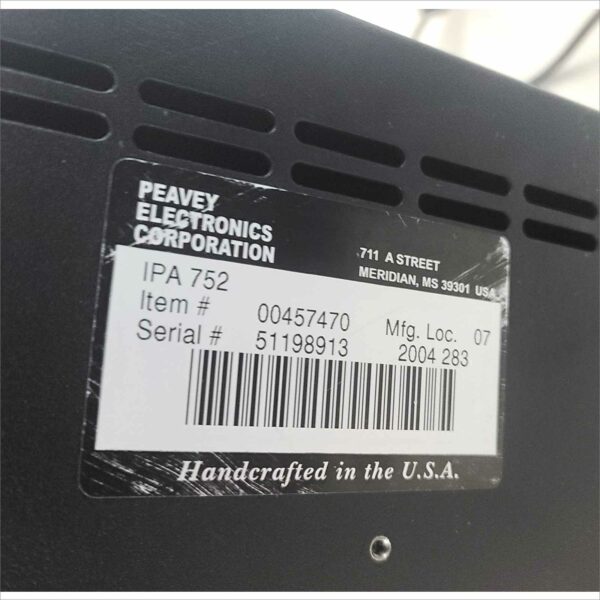 PEAVEY
ELECTRONICS
CORPORATION
711 A STREET
MERIDIAN, MS 39301 USA
IPA 752
Item # 00457470 Mfg. Loc. 07
Serial # 51198913 2004 283
Handcrafted in the U.S.A.